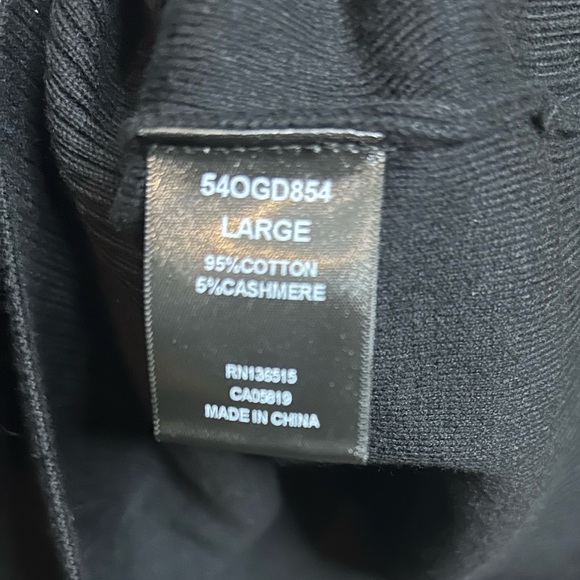 54OGD854
LARGE
95%COTTON
5%CASHMERE
RN136515
CA05819
MADE IN CHINA